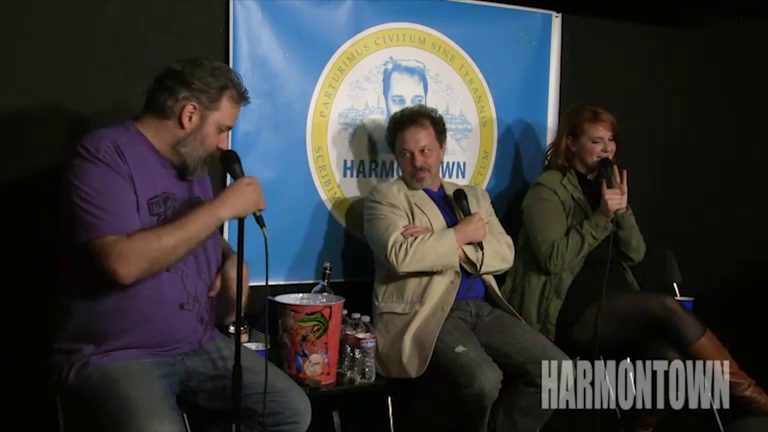 PARTURIMUS CIVITUM SINE TYRANNIS
HARMONTOWN
HARMONTOWN